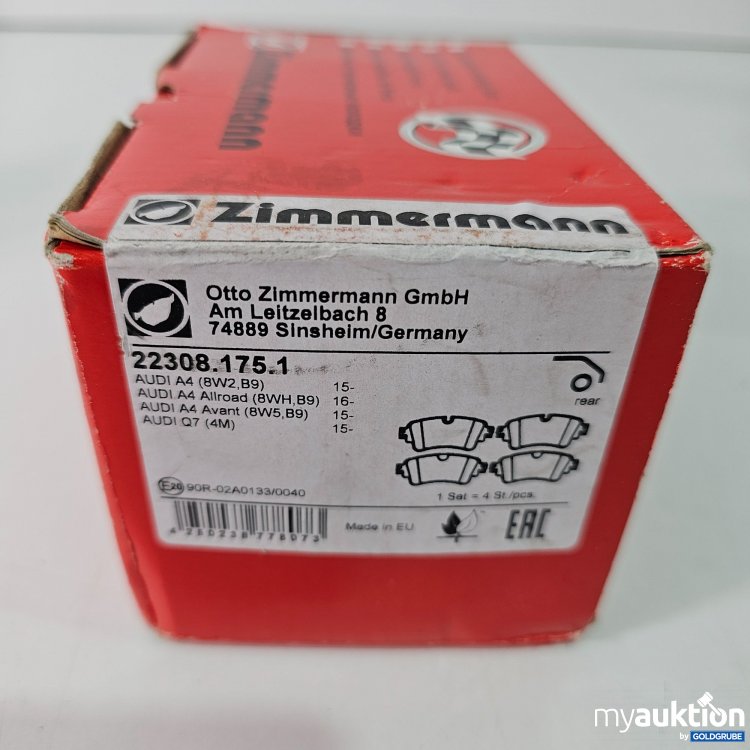 Zimmermann
Zimmermann
Otto Zimmermann GmbH
Am Leitzelbach 8
74889 Sinsheim/Germany
22308.175.1
AUDI A4 (8W2,B9) 15-
AUDI A4 Allroad (8WH,B9) 16-
AUDI A4 Avant (8W5,B9) 15-
AUDI Q7 (4M) 15-
rear
1 Sat = 4 St./pcs.
E20 90R-02A0133/0040
Made in EU
EAC
myauktion
by GOLDGRUBE